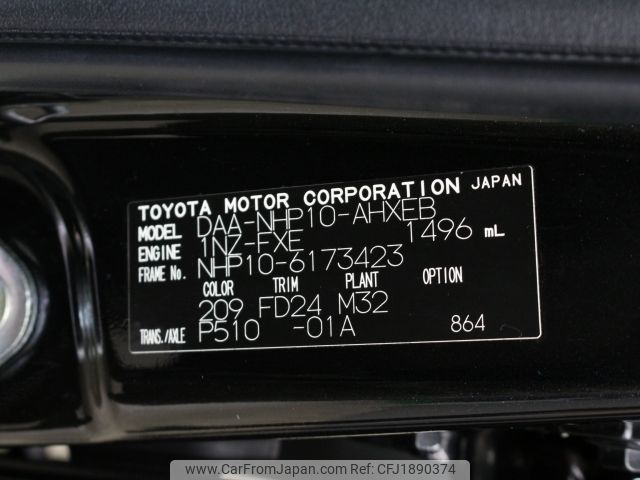 TOYOTA MOTOR CORPORATION JAPAN
MODEL DAA-NHP10-AHXEB
ENGINE 1NZ-FXE 1496 mL
FRAME No. NHP10-6173423
COLOR TRIM PLANT OPTION
209 FD24 M32
TRANS./AXLE P510 -01A 864
www.CarFromJapan.com | Ref-No.CFJ1890374